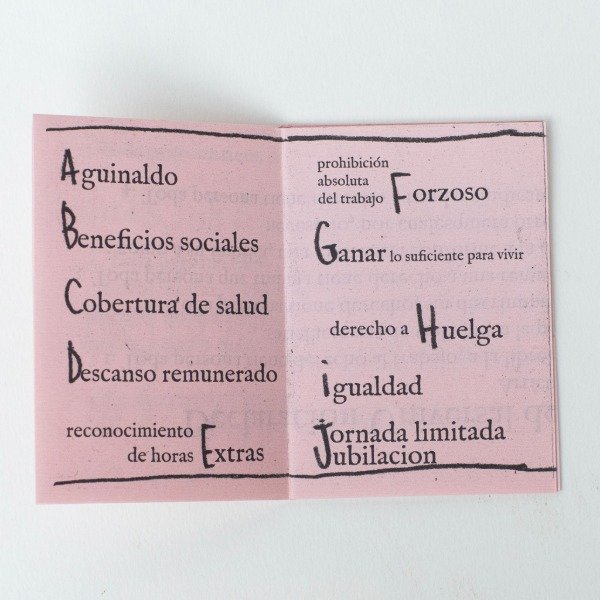 Aguinaldo
Beneficios sociales
Cobertura de salud
Descanso remunerado
reconocimiento
de horas Extras
prohibición
absoluta
del trabajo Forzoso
Ganar lo suficiente para vivir
derecho a Huelga
igualdad
Jornada limitada
Jubilacion